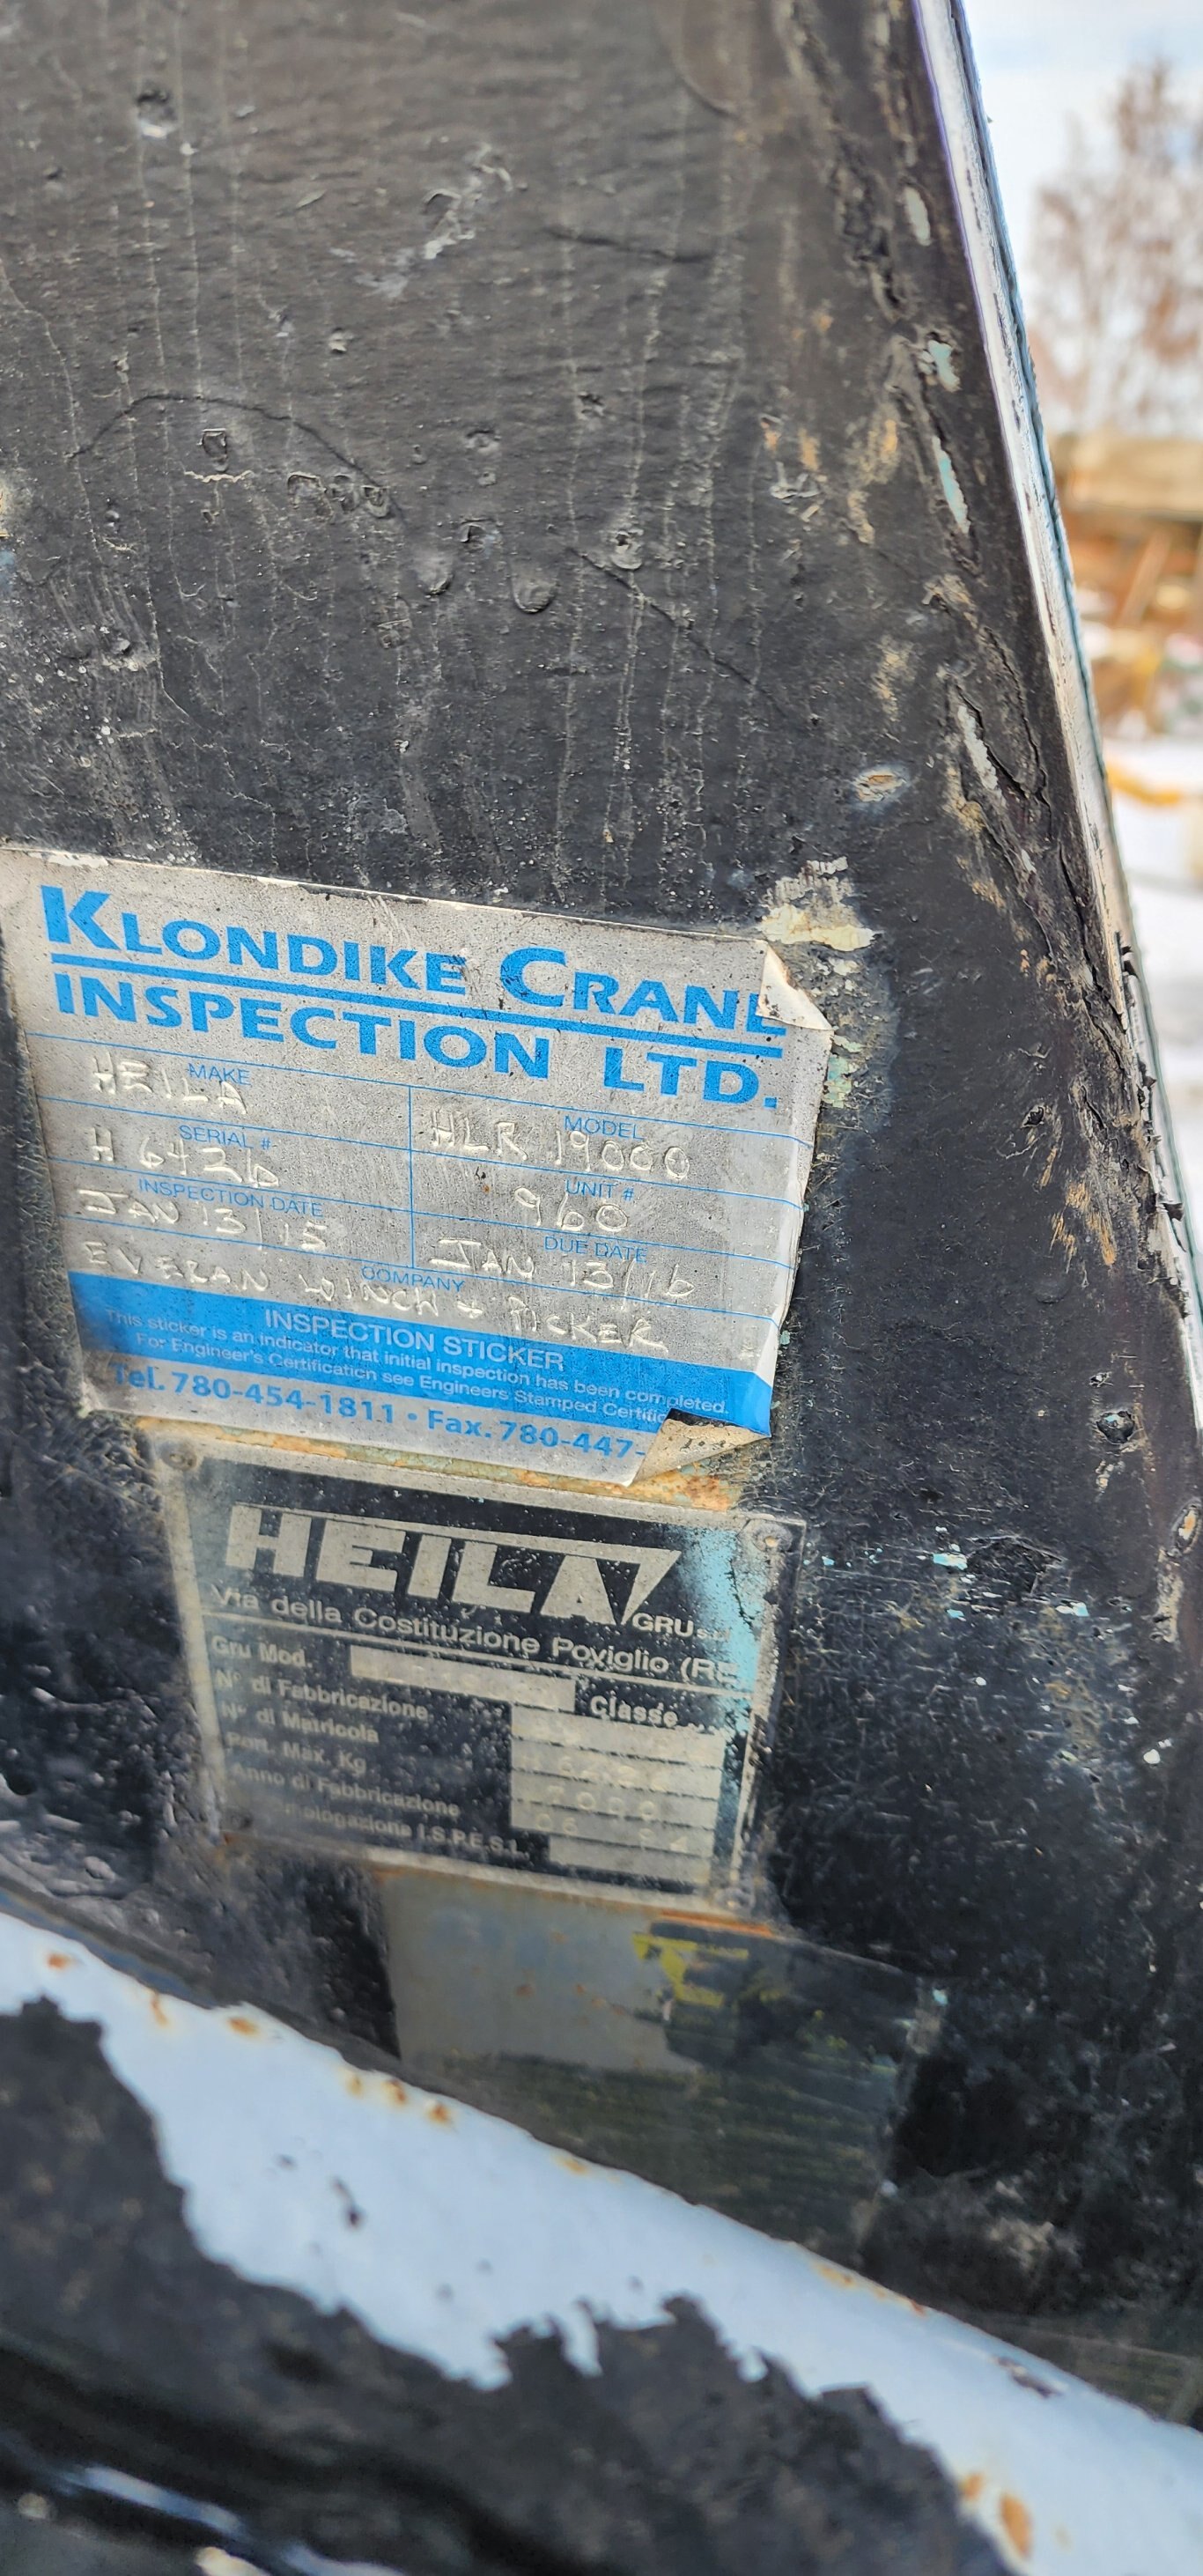 KLONDIKE CRANE
INSPECTION LTD.
MAKE
HEILA
MODEL
HLR 19000
SERIAL #
H 6426
UNIT #
960
INSPECTION DATE
JAN 13/15
DUE DATE
JAN 13/16
COMPANY
EVERAN WINCH + PICKER
INSPECTION STICKER
This sticker is an indicator that initial inspection has been completed.
For Engineer's Certification see Engineers Stamped
Tel. 780-454-1811 • Fax. 780-447-
HEILA
GRU
Via della Costituzione Poviglio (RE
Gru Mod.
Classe
N° di Fabbricazione
N° di Matricola
Port. Max. Kg
Anno di Fabbricazione
I.S.P.E.S.L.